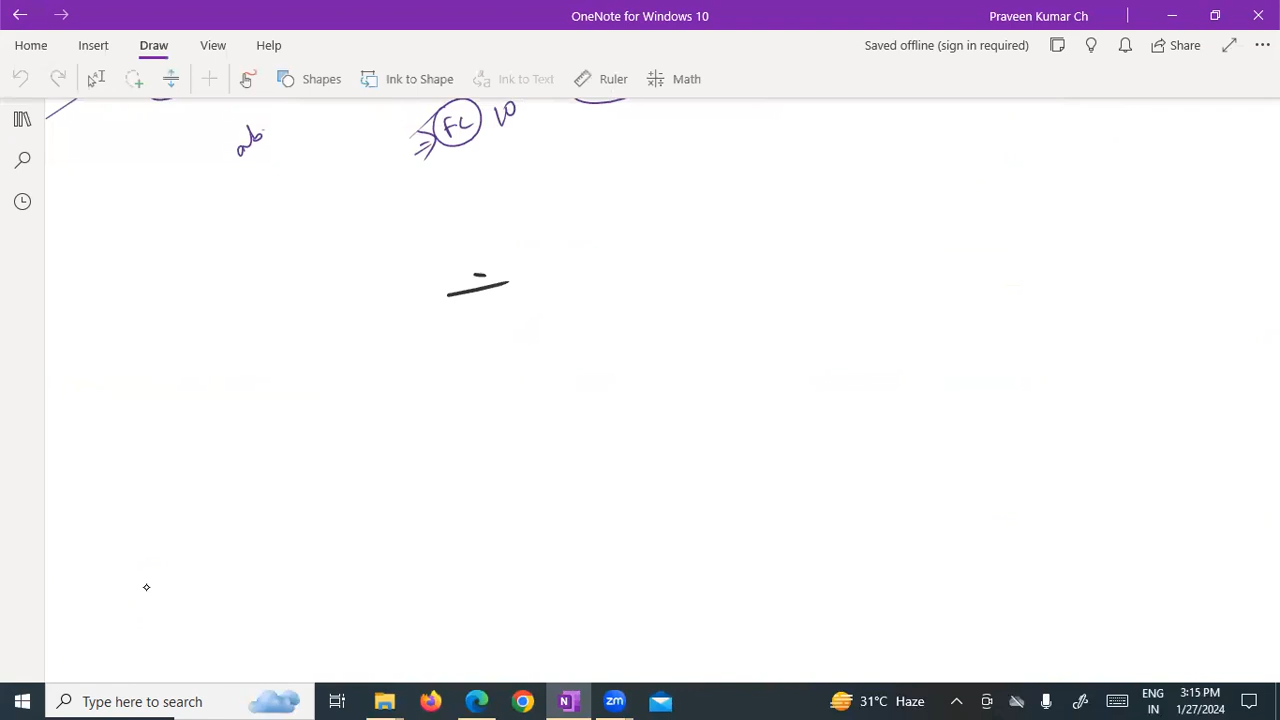 OneNote for Windows 10
Praveen Kumar Ch
Home Insert Draw View Help
Saved offline (sign in required)
Share
Shapes
Ink to Shape
Ink to Text
Ruler
Math
FC
ab
Type here to search
31°C Haze
ENG
IN
3:15 PM
1/27/2024